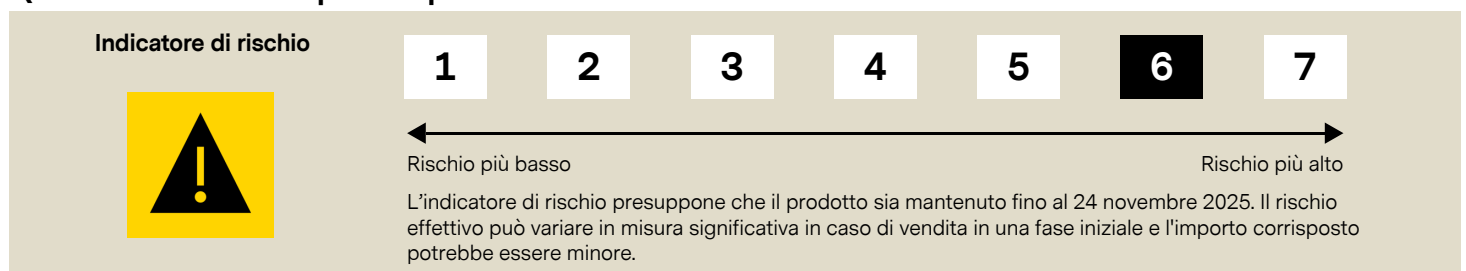 Indicatore di rischio
1 2 3 4 5 6 7
Rischio più basso Rischio più alto
L'indicatore di rischio presuppone che il prodotto sia mantenuto fino al 24 novembre 2025. Il rischio
effettivo può variare in misura significativa in caso di vendita in una fase iniziale e l'importo corrisposto
potrebbe essere minore.